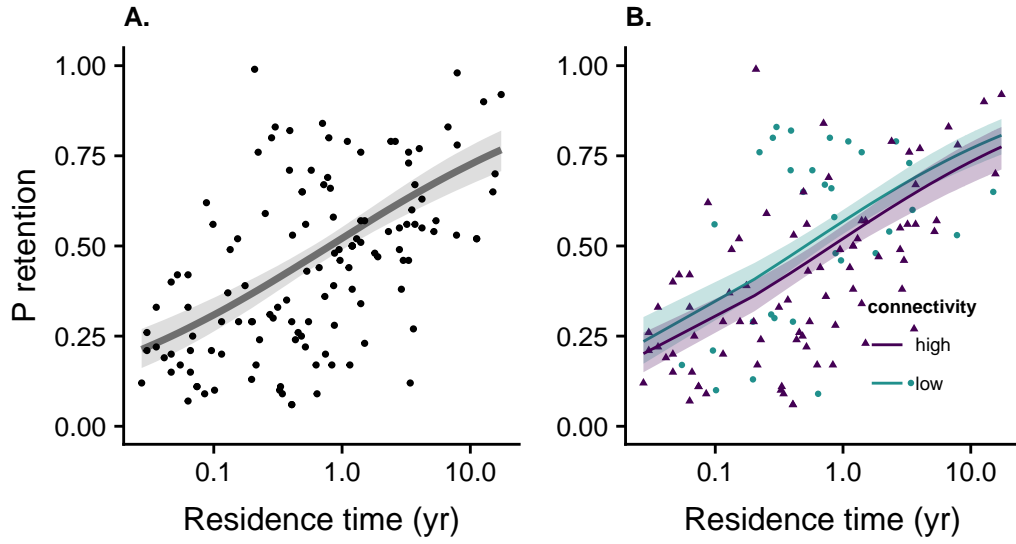 A.
P retention
1.00
0.75
0.50
0.25
0.00
0.1
1.0
10.0
Residence time (yr)
B.
1.00
0.75
0.50
0.25
0.00
connectivity
high
low
0.1
1.0
10.0
Residence time (yr)